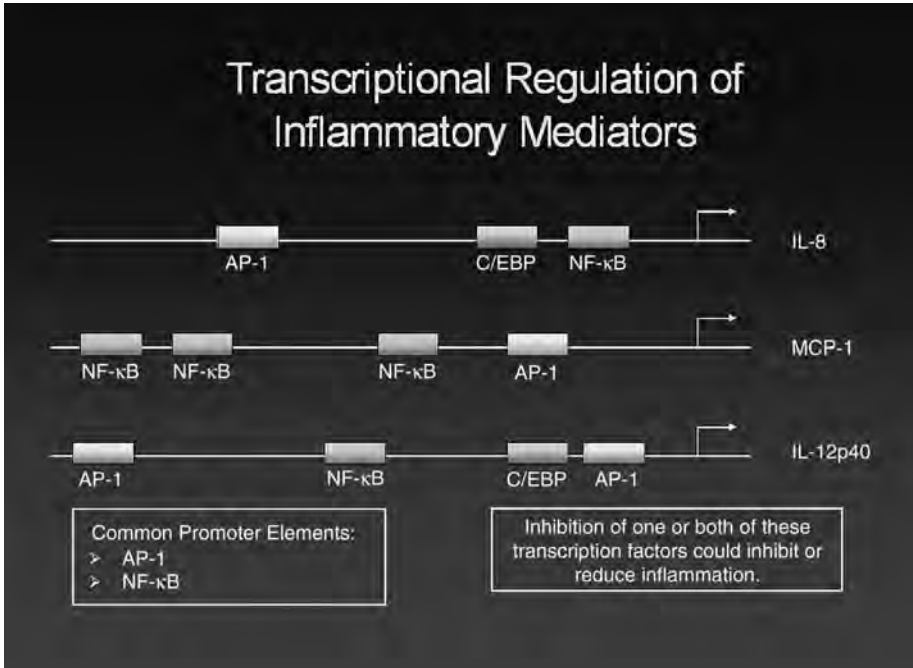 Transcriptional Regulation of
Inflammatory Mediators
AP-1 C/EBP NF-κB IL-8
NF-κB NF-κB NF-κB AP-1 MCP-1
AP-1 NF-κB C/EBP AP-1 IL-12p40
Common Promoter Elements:
➢ AP-1
➢ NF-κB
Inhibition of one or both of these
transcription factors could inhibit or
reduce inflammation.